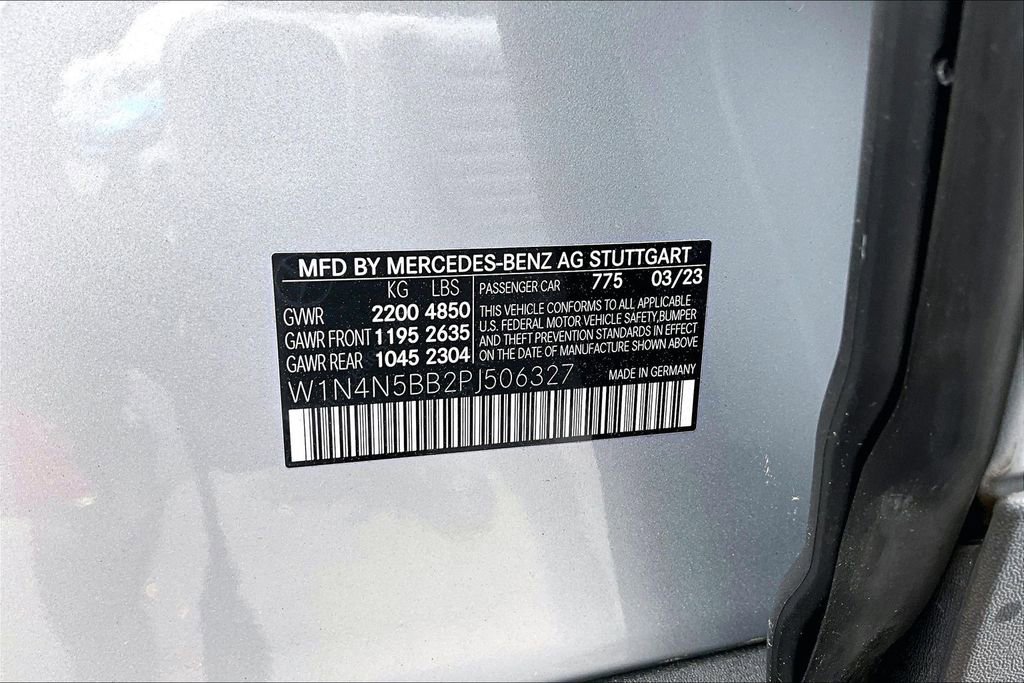 MFD BY MERCEDES-BENZ AG STUTTGART
KG LBS
GVWR 2200 4850
GAWR FRONT 1195 2635
GAWR REAR 1045 2304
PASSENGER CAR 775 03/23
THIS VEHICLE CONFORMS TO ALL APPLICABLE
U.S. FEDERAL MOTOR VEHICLE SAFETY, BUMPER
AND THEFT PREVENTION STANDARDS IN EFFECT
ON THE DATE OF MANUFACTURE SHOWN ABOVE
W1N4N5BB2PJ506327
MADE IN GERMANY